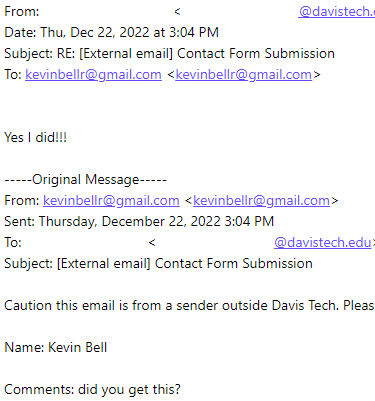 From: < @davistech.
Date: Thu, Dec 22, 2022 at 3:04 PM
Subject: RE: [External email] Contact Form Submission
To: kevinbellr@gmail.com <kevinbellr@gmail.com>
Yes I did!!!
-----Original Message-----
From: kevinbellr@gmail.com <kevinbellr@gmail.com>
Sent: Thursday, December 22, 2022 3:04 PM
To: < @davistech.edu>
Subject: [External email] Contact Form Submission
Caution this email is from a sender outside Davis Tech. Pleas
Name: Kevin Bell
Comments: did you get this?